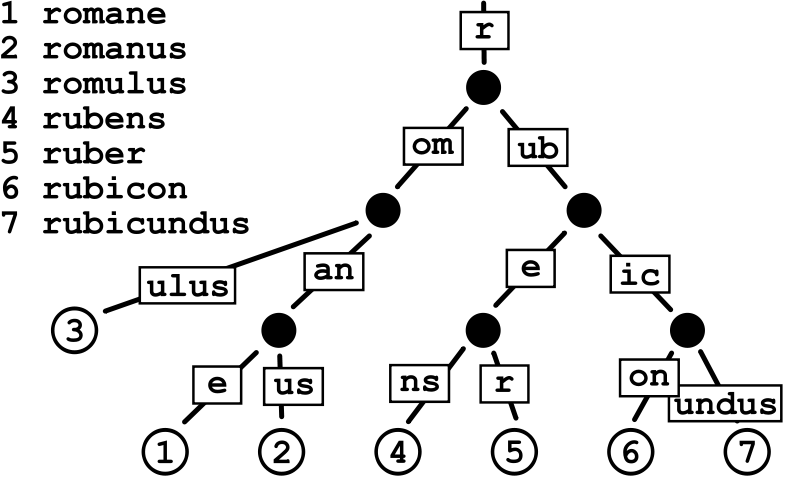 1 romane
2 romanus
3 romulus
4 rubens
5 ruber
6 rubicon
7 rubicundus
r
om
ub
ulus
an
e
ic
3
e
us
ns
r
on
undus
1
2
4
5
6
7